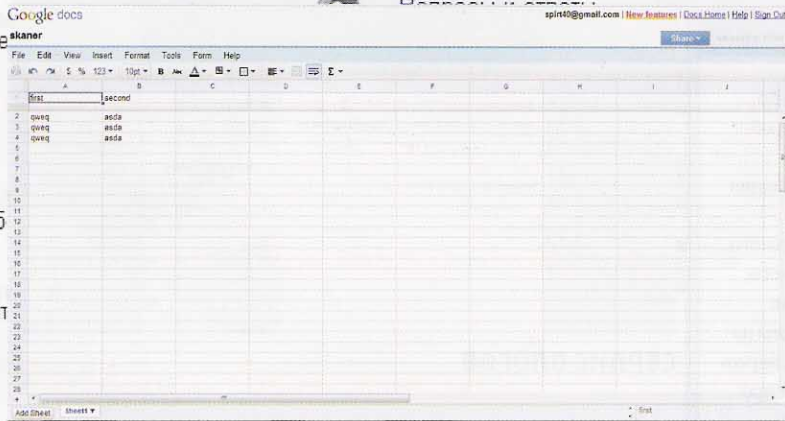 Google docs
spirt40@gmail.com | New features | Docs Home | Help | Sign Out
skaner
Share
File Edit View Insert Format Tools Form Help
$ % 123 10pt B Abc A Σ
A B C D E F G H I J
1 first second
2 qweq asda
3 qweq asda
4 qweq asda
5
6
7
8
9
10
11
12
13
14
15
16
17
18
19
20
21
22
23
24
25
26
27
28
+
Add Sheet Sheet1
first